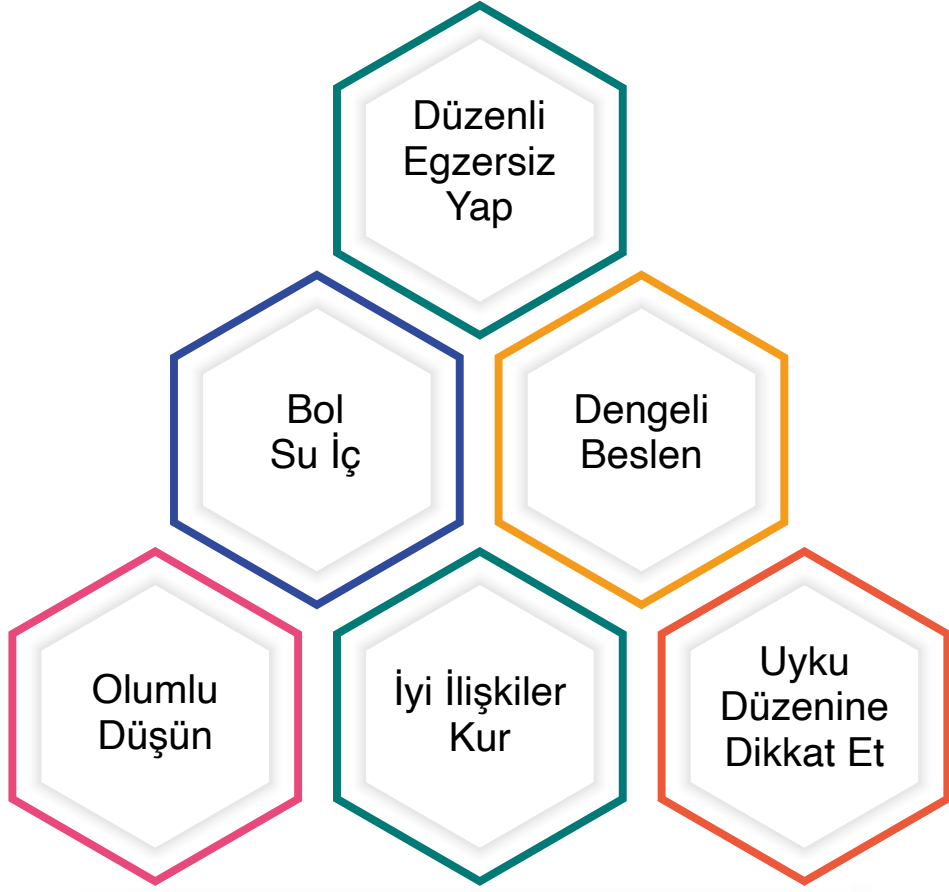 Düzenli
Egzersiz
Yap
Bol
Su İç
Dengeli
Beslen
Olumlu
Düşün
İyi İlişkiler
Kur
Uyku
Düzenine
Dikkat Et